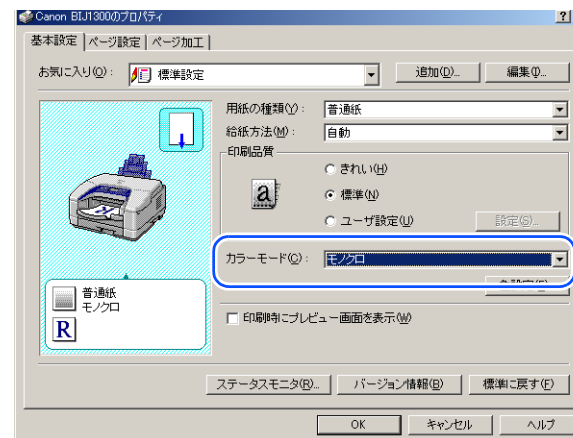 Canon BIJ1300のプロパティ
?
基本設定 ページ設定 ページ加工
お気に入り(O): 標準設定 追加(D)... 編集(I)...
用紙の種類(Y): 普通紙
給紙方法(M): 自動
印刷品質
きれい(H)
a 標準(N)
ユーザ設定(U) 設定(S)...
カラーモード(C): モノクロ
普通紙
モノクロ
R
印刷時にプレビュー画面を表示(W)
ステータスモニタ(R)... バージョン情報(B) 標準に戻す(F)
OK キャンセル ヘルプ